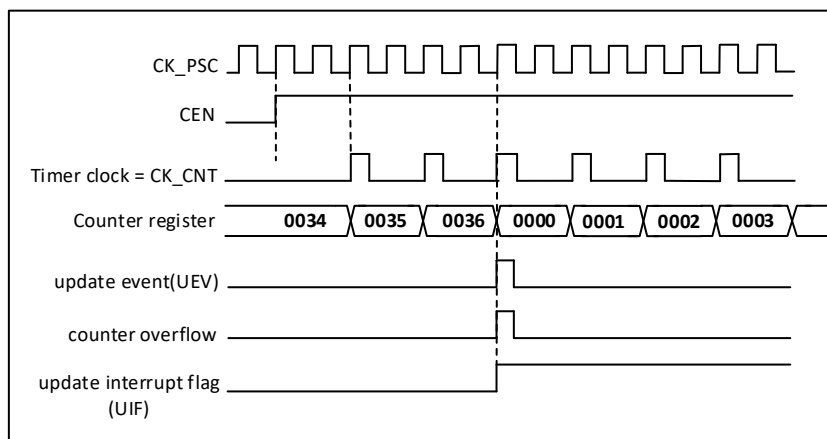 CK_PSC
CEN
Timer clock = CK_CNT
Counter register 0034 0035 0036 0000 0001 0002 0003
update event(UEV)
counter overflow
update interrupt flag
(UIF)